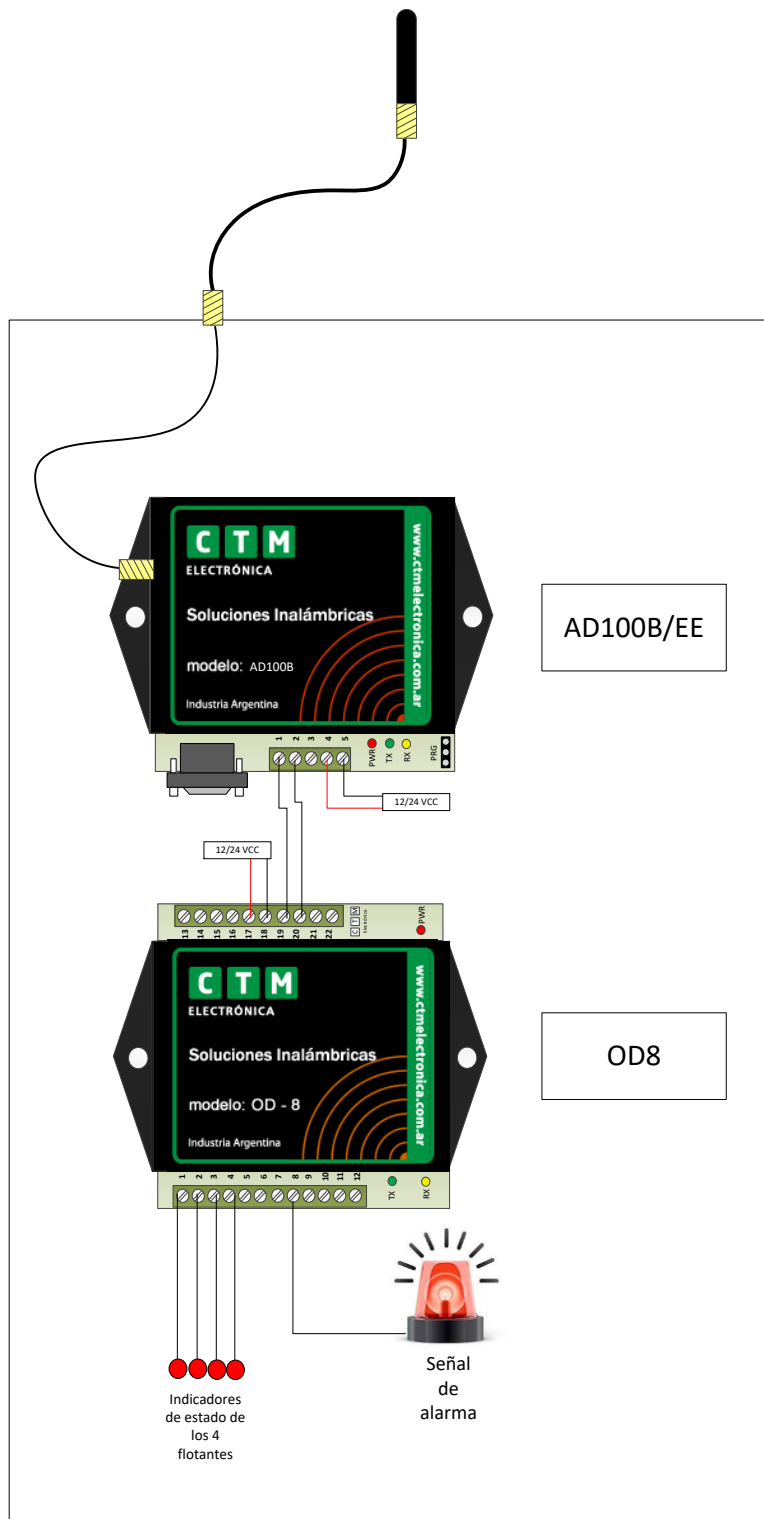 C T M
ELECTRÓNICA
Soluciones Inalámbricas
modelo: AD100B
Industria Argentina
www.ctmelectronica.com.ar
AD100B/EE
1 2 3 4 5
PWR
TX
RX
PRG
12/24 VCC
12/24 VCC
13 14 15 16 17 18 19 20 21 22
C T M
Electrónica
PWR
C T M
ELECTRÓNICA
Soluciones Inalámbricas
modelo: OD - 8
Industria Argentina
www.ctmelectronica.com.ar
OD8
1 2 3 4 5 6 7 8 9 10 11 12
TX
RX
Señal
de
alarma
Indicadores
de estado de
los 4
flotantes